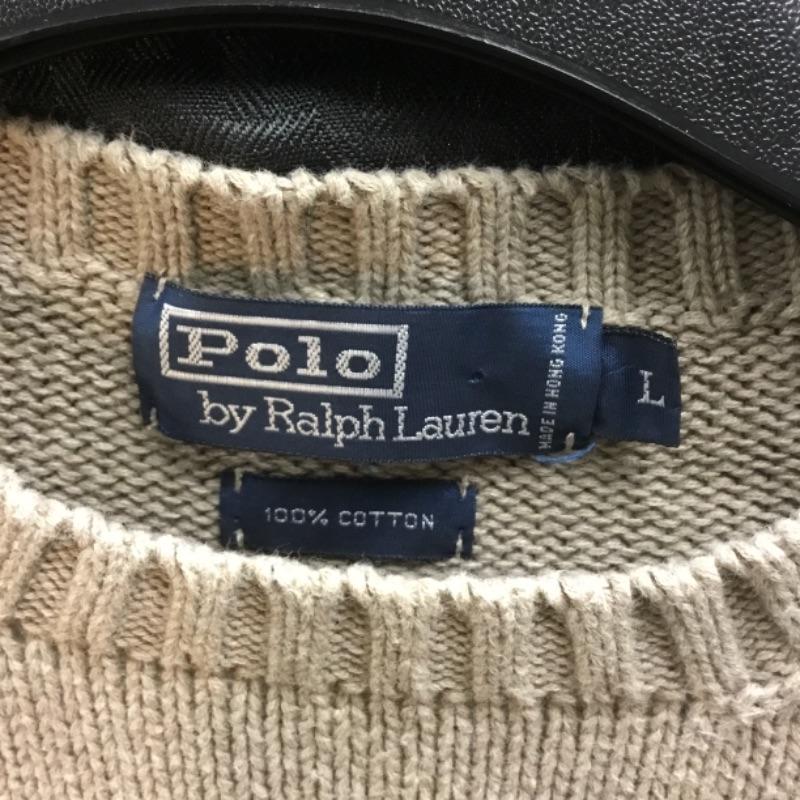 Polo
by Ralph Lauren
MADE IN HONG KONG
L
100% COTTON